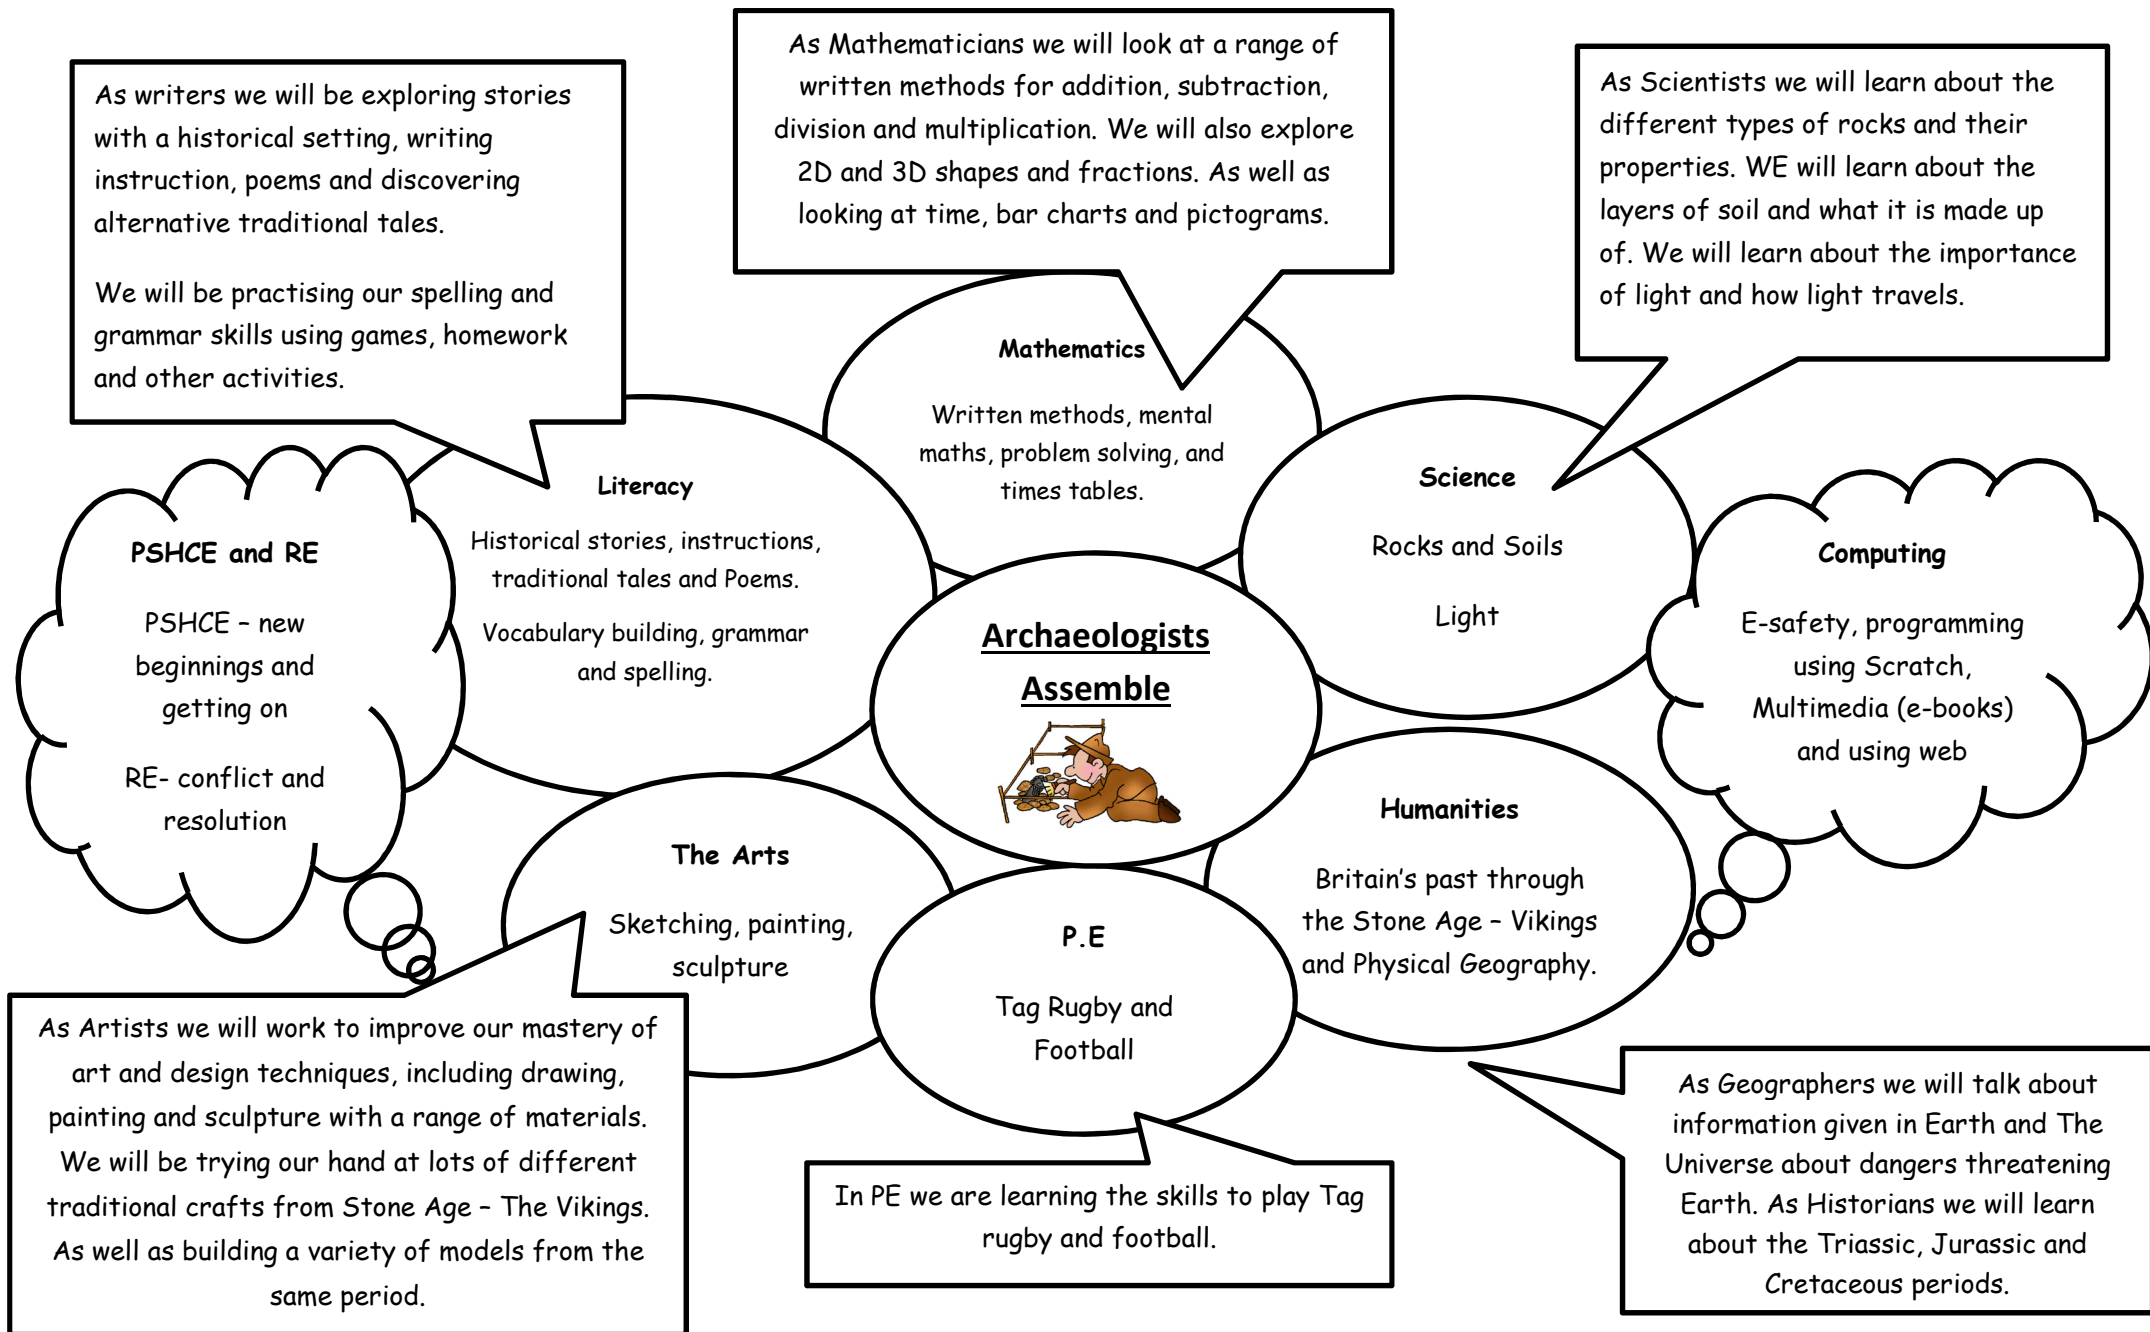 As writers we will be exploring stories
with a historical setting, writing
instruction, poems and discovering
alternative traditional tales.
We will be practising our spelling and
grammar skills using games, homework
and other activities.
As Mathematicians we will look at a range of
written methods for addition, subtraction,
division and multiplication. We will also explore
2D and 3D shapes and fractions. As well as
looking at time, bar charts and pictograms.
As Scientists we will learn about the
different types of rocks and their
properties. WE will learn about the
layers of soil and what it is made up
of. We will learn about the importance
of light and how light travels.
Mathematics
Written methods, mental
maths, problem solving, and
times tables.
Literacy
Historical stories, instructions,
traditional tales and Poems.
Vocabulary building, grammar
and spelling.
Science
Rocks and Soils
Light
PSHCE and RE
PSHCE – new
beginnings and
getting on
RE- conflict and
resolution
Computing
E-safety, programming
using Scratch,
Multimedia (e-books)
and using web
Archaeologists
Assemble
The Arts
Sketching, painting,
sculpture
P.E
Tag Rugby and
Football
Humanities
Britain's past through
the Stone Age – Vikings
and Physical Geography.
As Artists we will work to improve our mastery of
art and design techniques, including drawing,
painting and sculpture with a range of materials.
We will be trying our hand at lots of different
traditional crafts from Stone Age – The Vikings.
As well as building a variety of models from the
same period.
In PE we are learning the skills to play Tag
rugby and football.
As Geographers we will talk about
information given in Earth and The
Universe about dangers threatening
Earth. As Historians we will learn
about the Triassic, Jurassic and
Cretaceous periods.